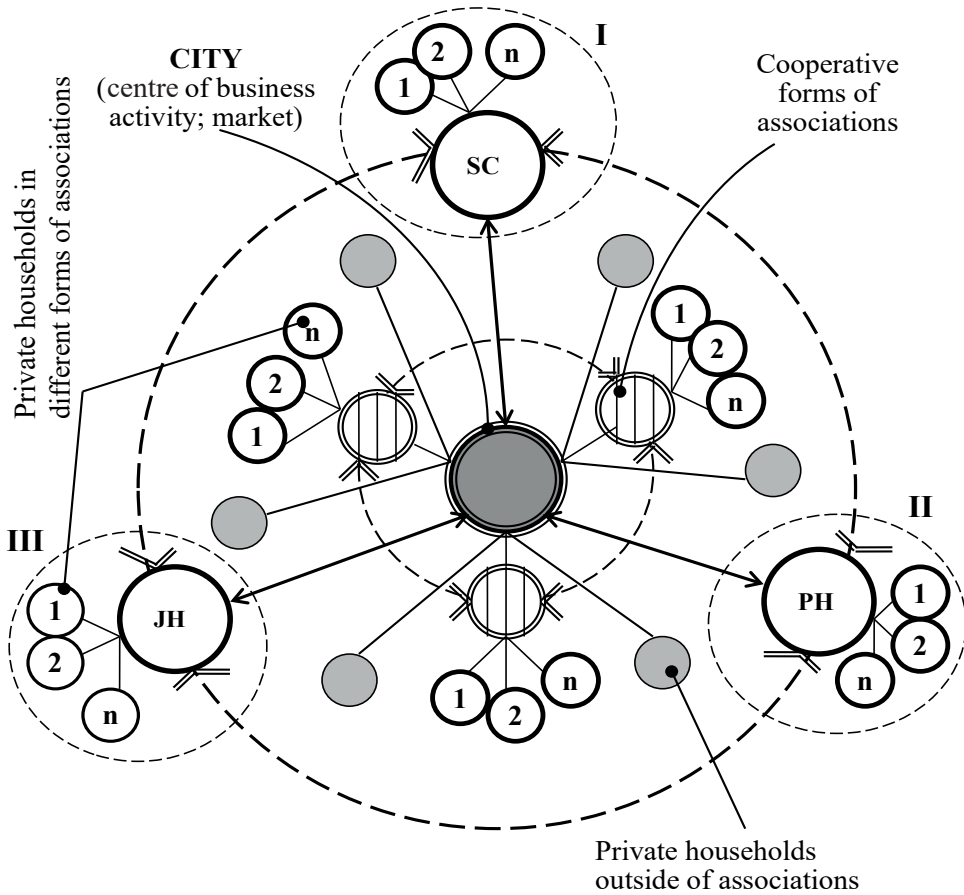 I
CITY
(centre of business
activity; market)
Cooperative
forms of
associations
Private households in
different forms of associations
1
2
n
SC
n
2
1
1
2
n
III
1
2
n
JH
II
PH
1
2
n
1
2
n
Private households
outside of associations